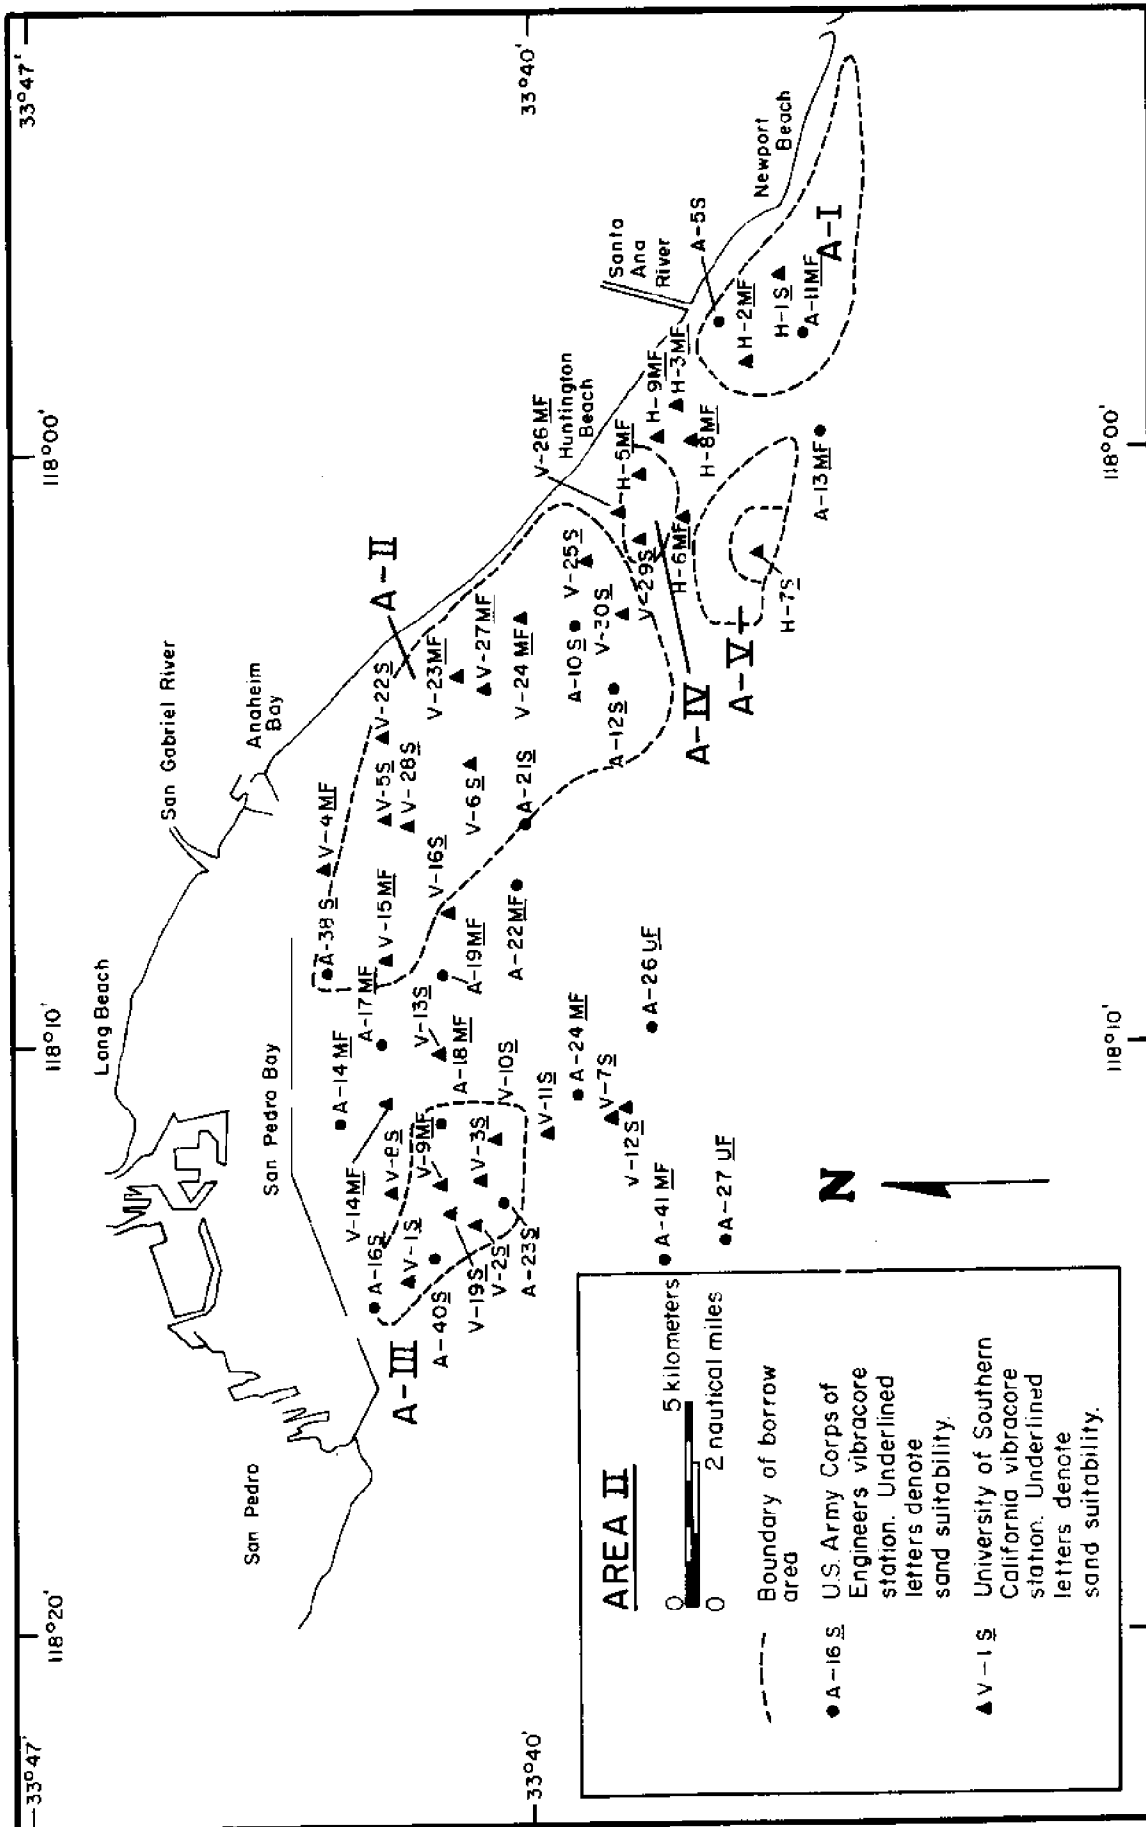 33°47'
33°40'
118°20'
118°10'
118°00'
33°47'
33°40'
118°10'
118°00'
San Pedro
San Pedro Bay
Long Beach
San Gabriel River
Anaheim
Bay
Huntington
Beach
Santa
Ana
River
Newport
Beach
A-III
A-II
A-IV
A-V
A-I
A-16S
V-1S
A-40S
V-19S
V-2S
A-23S
V-14MF
V-8S
V-9MF
V-3S
A-14MF
A-17MF
V-13S
A-18MF
V-10S
V-11S
A-38S
V-4MF
V-15MF
A-19MF
V-16S
A-22MF
V-5S
V-28S
V-22S
V-6S
A-21S
V-23MF
V-27MF
V-24MF
A-10S
A-12S
V-25S
V-30S
V-29S
V-26MF
H-5MF
H-6MF
H-9MF
H-3MF
H-8MF
A-5S
H-2MF
H-1S
A-11MF
A-13MF
H-7S
A-24MF
V-7S
V-12S
A-26UF
A-41MF
A-27UF
N
AREA II
0 5 kilometers
0 2 nautical miles
Boundary of borrow
area
A-16S U.S. Army Corps of
Engineers vibracore
station. Underlined
letters denote
sand suitability.
V-1S University of Southern
California vibracore
station. Underlined
letters denote
sand suitability.